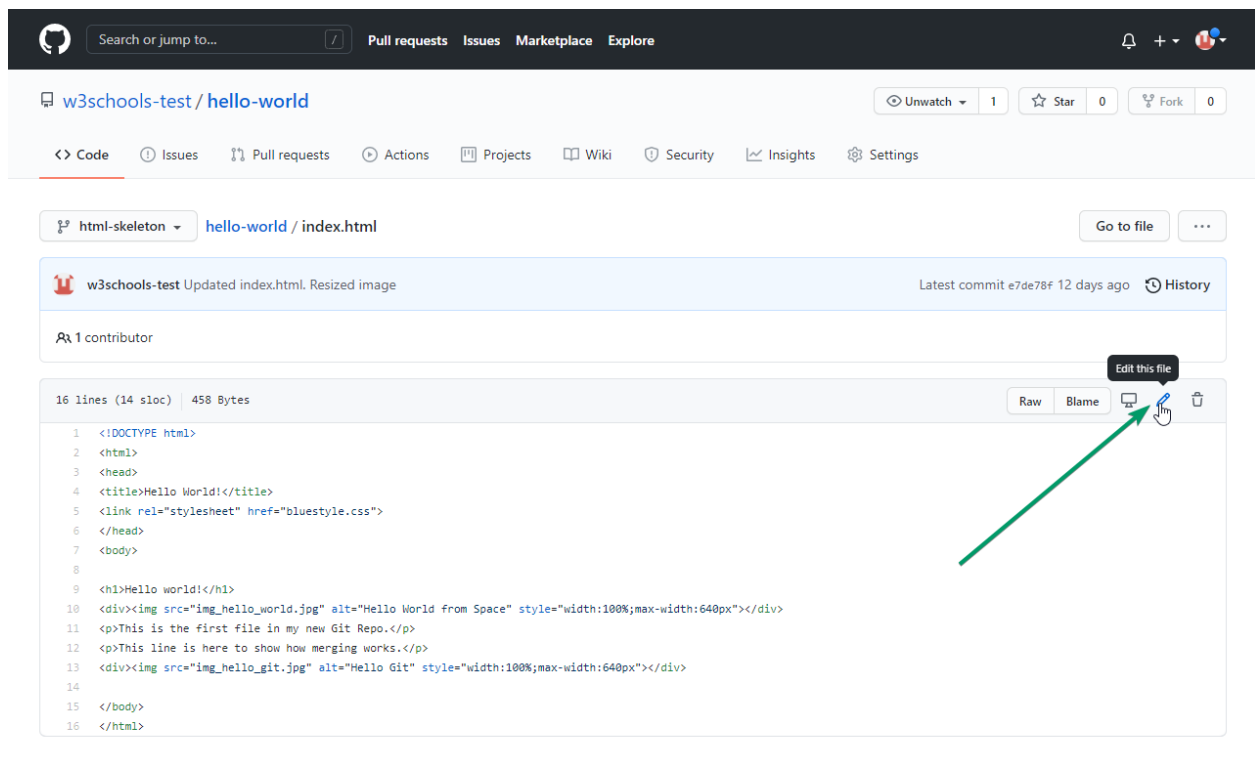 Search or jump to... / Pull requests Issues Marketplace Explore
w3schools-test / hello-world Unwatch 1 Star 0 Fork 0
<> Code Issues Pull requests Actions Projects Wiki Security Insights Settings
html-skeleton hello-world / index.html Go to file ...
w3schools-test Updated index.html. Resized image Latest commit e7de78f 12 days ago History
1 contributor
Edit this file
16 lines (14 sloc) 458 Bytes Raw Blame
1 <!DOCTYPE html>
2 <html>
3 <head>
4 <title>Hello World!</title>
5 <link rel="stylesheet" href="bluestyle.css">
6 </head>
7 <body>
8
9 <h1>Hello world!</h1>
10 <div><img src="img_hello_world.jpg" alt="Hello World from Space" style="width:100%;max-width:640px"></div>
11 <p>This is the first file in my new Git Repo.</p>
12 <p>This line is here to show how merging works.</p>
13 <div><img src="img_hello_git.jpg" alt="Hello Git" style="width:100%;max-width:640px"></div>
14
15 </body>
16 </html>